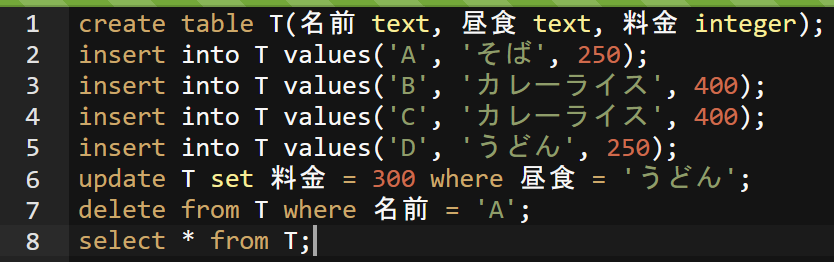 1 create table T(名前 text, 昼食 text, 料金 integer);
2 insert into T values('A', 'そば', 250);
3 insert into T values('B', 'カレーライス', 400);
4 insert into T values('C', 'カレーライス', 400);
5 insert into T values('D', 'うどん', 250);
6 update T set 料金 = 300 where 昼食 = 'うどん';
7 delete from T where 名前 = 'A';
8 select * from T;